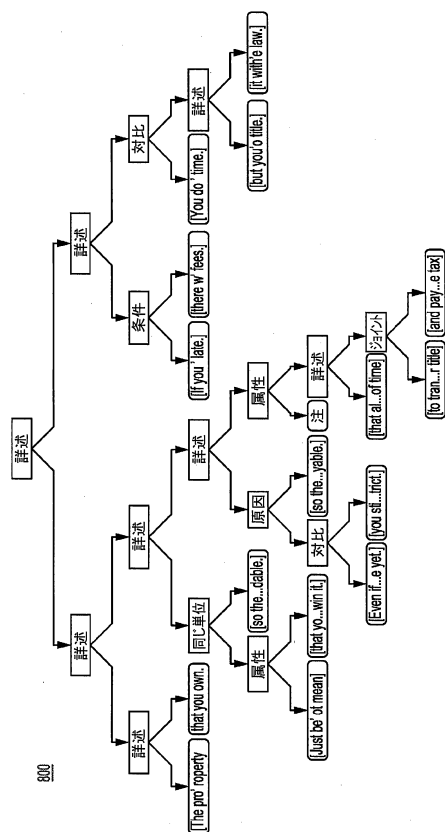 800
詳述
詳述
詳述
詳述
詳述
条件
対比
[The pro' roperty
that you own.
同じ単位
詳述
[If you ' late.]
[there w' fees.]
[You do ' time.]
詳述
属性
[so the...dable.]
原因
属性
[but you'o title.]
[it with'e law.]
[Just be' ot mean]
[that yo...win it.]
対比
[so the...yable.]
注
詳述
[Even if...e yet.]
[you sti...trict.]
[that al...of time]
ジョイント
[to tran...r title]
[and pay...e tax]